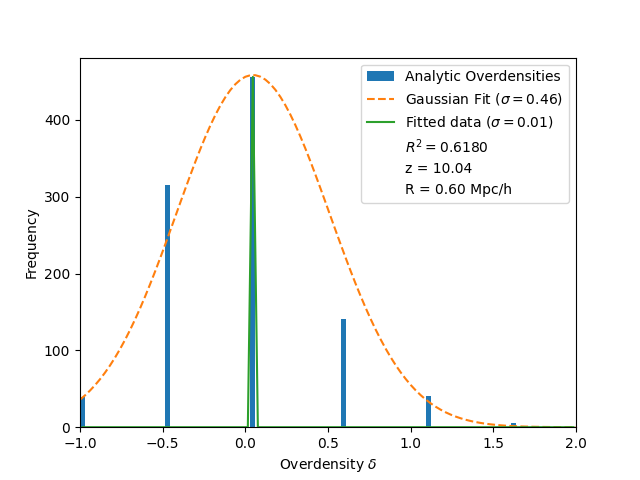 Analytic Overdensities
Gaussian Fit (σ = 0.46)
Fitted data (σ = 0.01)
R² = 0.6180
z = 10.04
R = 0.60 Mpc/h
Frequency
400
300
200
100
0
−1.0 −0.5 0.0 0.5 1.0 1.5 2.0
Overdensity δ